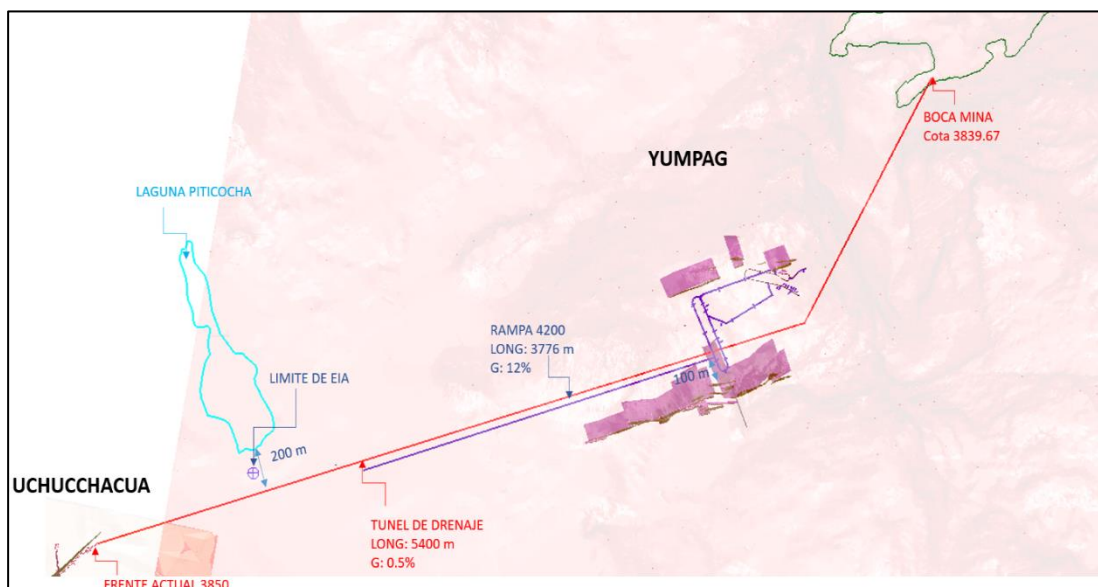 BOCA MINA
Cota 3839.67
YUMPAG
LAGUNA PITICOCHA
RAMPA 4200
LONG: 3776 m
G: 12%
100 m
LIMITE DE EIA
200 m
UCHUCCHACUA
TUNEL DE DRENAJE
LONG: 5400 m
G: 0.5%
FRENTE ACTUAL 3850